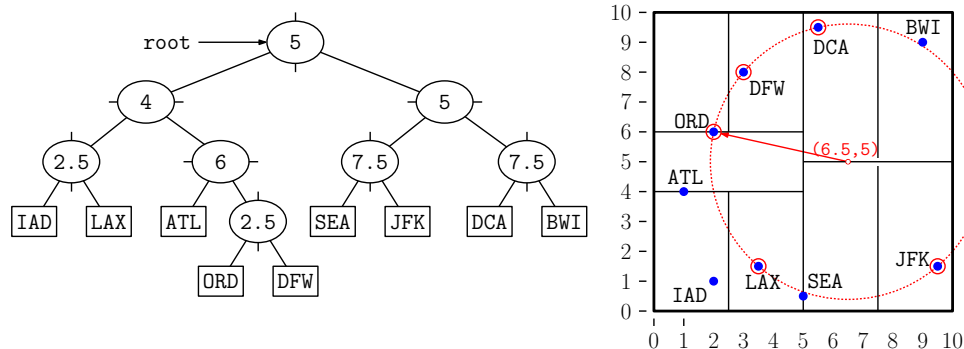 root
5
4
5
2.5
6
7.5
7.5
IAD
LAX
ATL
2.5
SEA
JFK
DCA
BWI
ORD
DFW
10
9
8
7
6
5
4
3
2
1
0
BWI
DCA
DFW
ORD
(6.5,5)
ATL
JFK
LAX
SEA
IAD
0 1 2 3 4 5 6 7 8 9 10